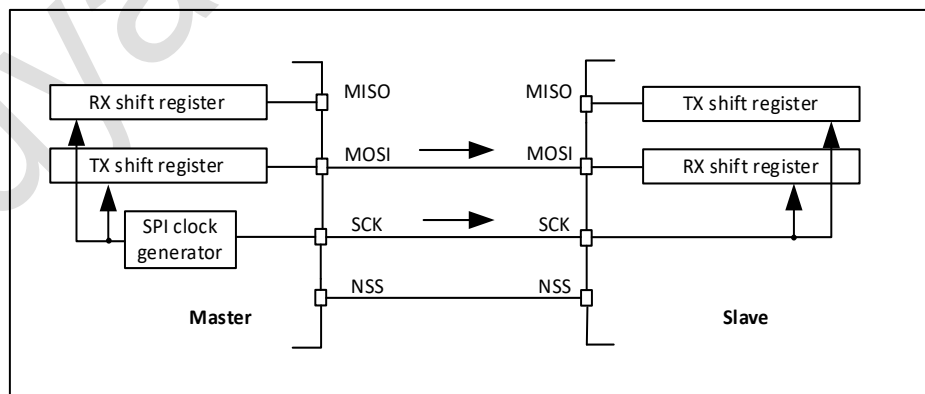 MISO
MISO
RX shift register
TX shift register
MOSI
MOSI
TX shift register
RX shift register
SPI clock
generator
SCK
SCK
NSS
NSS
Master
Slave